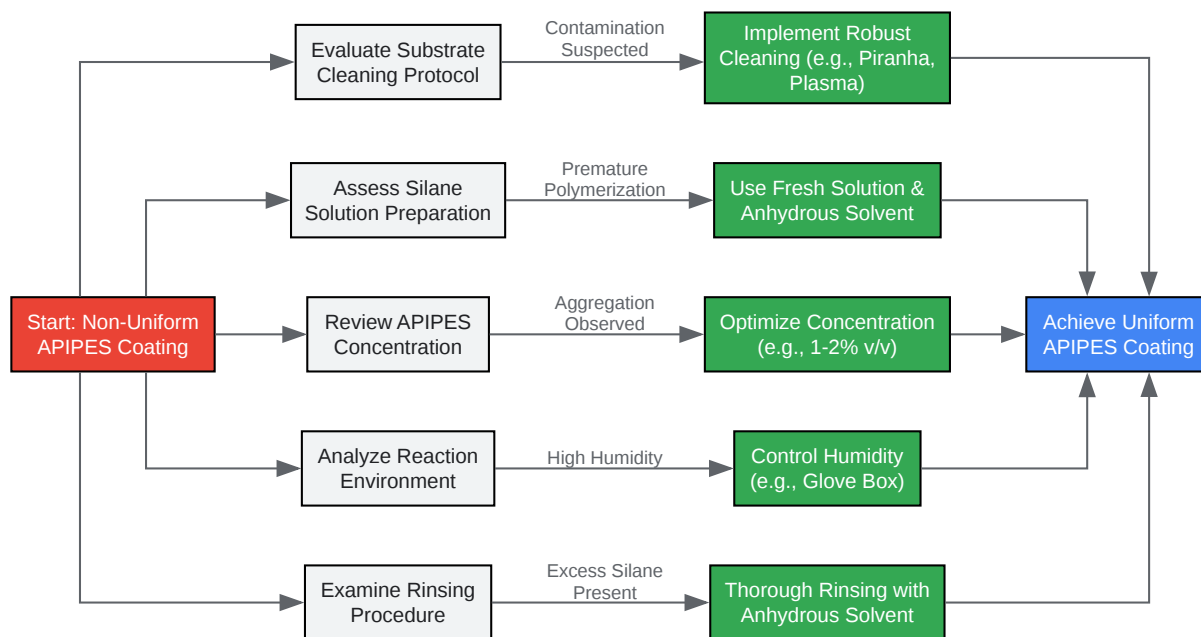 Evaluate Substrate
Cleaning Protocol
Contamination
Suspected
Implement Robust
Cleaning (e.g., Piranha,
Plasma)
Assess Silane
Solution Preparation
Premature
Polymerization
Use Fresh Solution &
Anhydrous Solvent
Start: Non-Uniform
APIPES Coating
Review APIPES
Concentration
Aggregation
Observed
Optimize Concentration
(e.g., 1-2% v/v)
Achieve Uniform
APIPES Coating
Analyze Reaction
Environment
High Humidity
Control Humidity
(e.g., Glove Box)
Examine Rinsing
Procedure
Excess Silane
Present
Thorough Rinsing with
Anhydrous Solvent